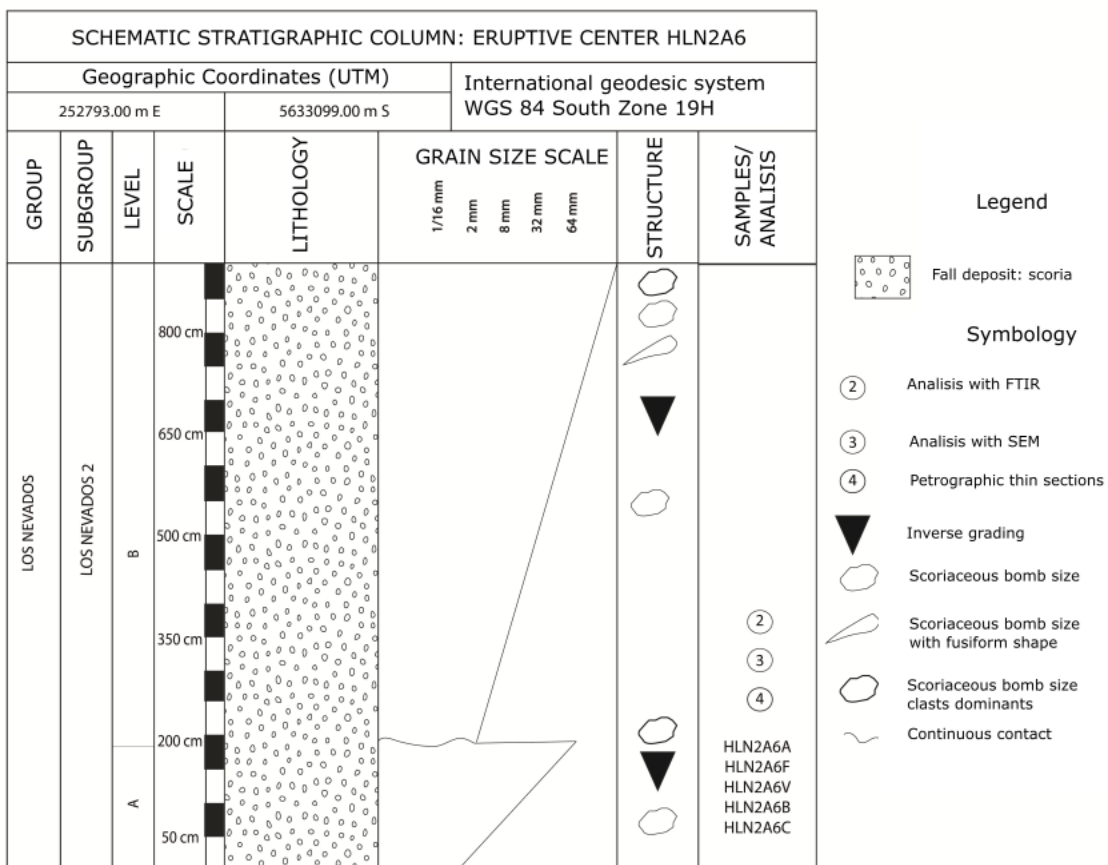 SCHEMATIC STRATIGRAPHIC COLUMN: ERUPTIVE CENTER HLN2A6
Geographic Coordinates (UTM)
252793.00 m E
5633099.00 m S
International geodesic system
WGS 84 South Zone 19H
GROUP
SUBGROUP
LEVEL
SCALE
LITHOLOGY
GRAIN SIZE SCALE
1/16 mm
2 mm
8 mm
32 mm
64 mm
STRUCTURE
SAMPLES/
ANALISIS
LOS NEVADOS
LOS NEVADOS 2
B
A
800 cm
650 cm
500 cm
350 cm
200 cm
50 cm
2
3
4
HLN2A6A
HLN2A6F
HLN2A6V
HLN2A6B
HLN2A6C
Legend
Fall deposit: scoria
Symbology
2 Analisis with FTIR
3 Analisis with SEM
4 Petrographic thin sections
Inverse grading
Scoriaceous bomb size
Scoriaceous bomb size
with fusiform shape
Scoriaceous bomb size
clasts dominants
Continuous contact